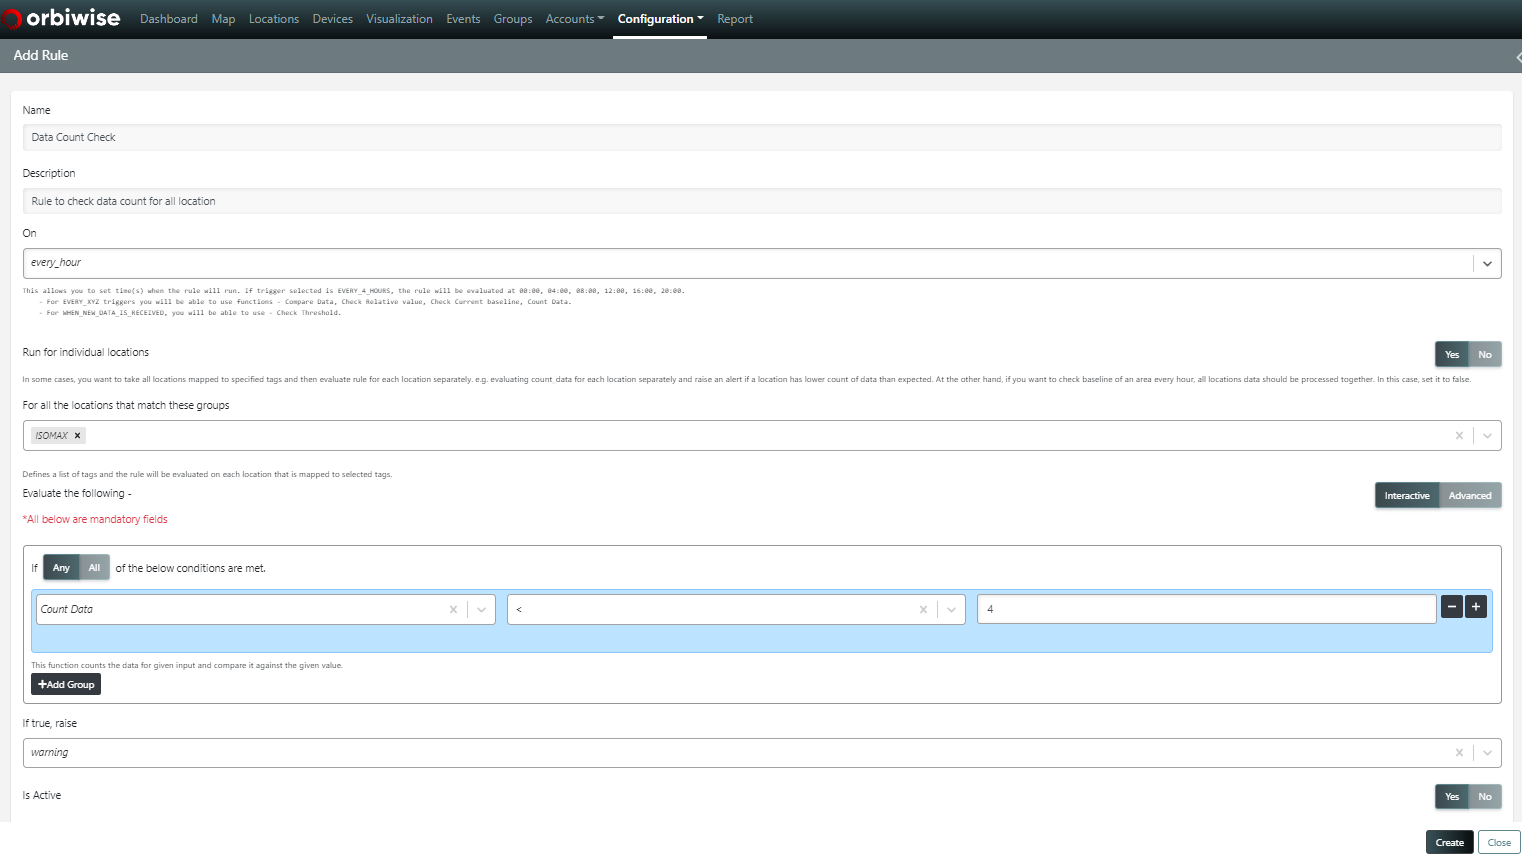 orbiwise Dashboard Map Locations Devices Visualization Events Groups Accounts Configuration Report
Add Rule
Name
Data Count Check
Description
Rule to check data count for all location
On
every_hour
This allows you to set time(s) when the rule will run. If trigger selected is EVERY_4_HOURS, the rule will be evaluated at 00:00, 04:00, 08:00, 12:00, 16:00, 20:00.
- For EVERY_XYZ triggers you will be able to use functions - Compare Data, Check Relative value, Check Current baseline, Count Data.
- For WHEN_NEW_DATA_IS_RECEIVED, you will be able to use - Check Threshold.
Run for individual locations Yes No
In some cases, you want to take all locations mapped to specified tags and then evaluate rule for each location separately. e.g. evaluating count_data for each location separately and raise an alert if a location has lower count of data than expected. At the other hand, if you want to check baseline of an area every hour, all locations data should be processed together. In this case, set it to false.
For all the locations that match these groups
ISOMAX ×
Defines a list of tags and the rule will be evaluated on each location that is mapped to selected tags.
Evaluate the following - Interactive Advanced
*All below are mandatory fields
If Any All of the below conditions are met.
Count Data < 4
This function counts the data for given input and compare it against the given value.
+Add Group
If true, raise
warning
Is Active Yes No
Create Close